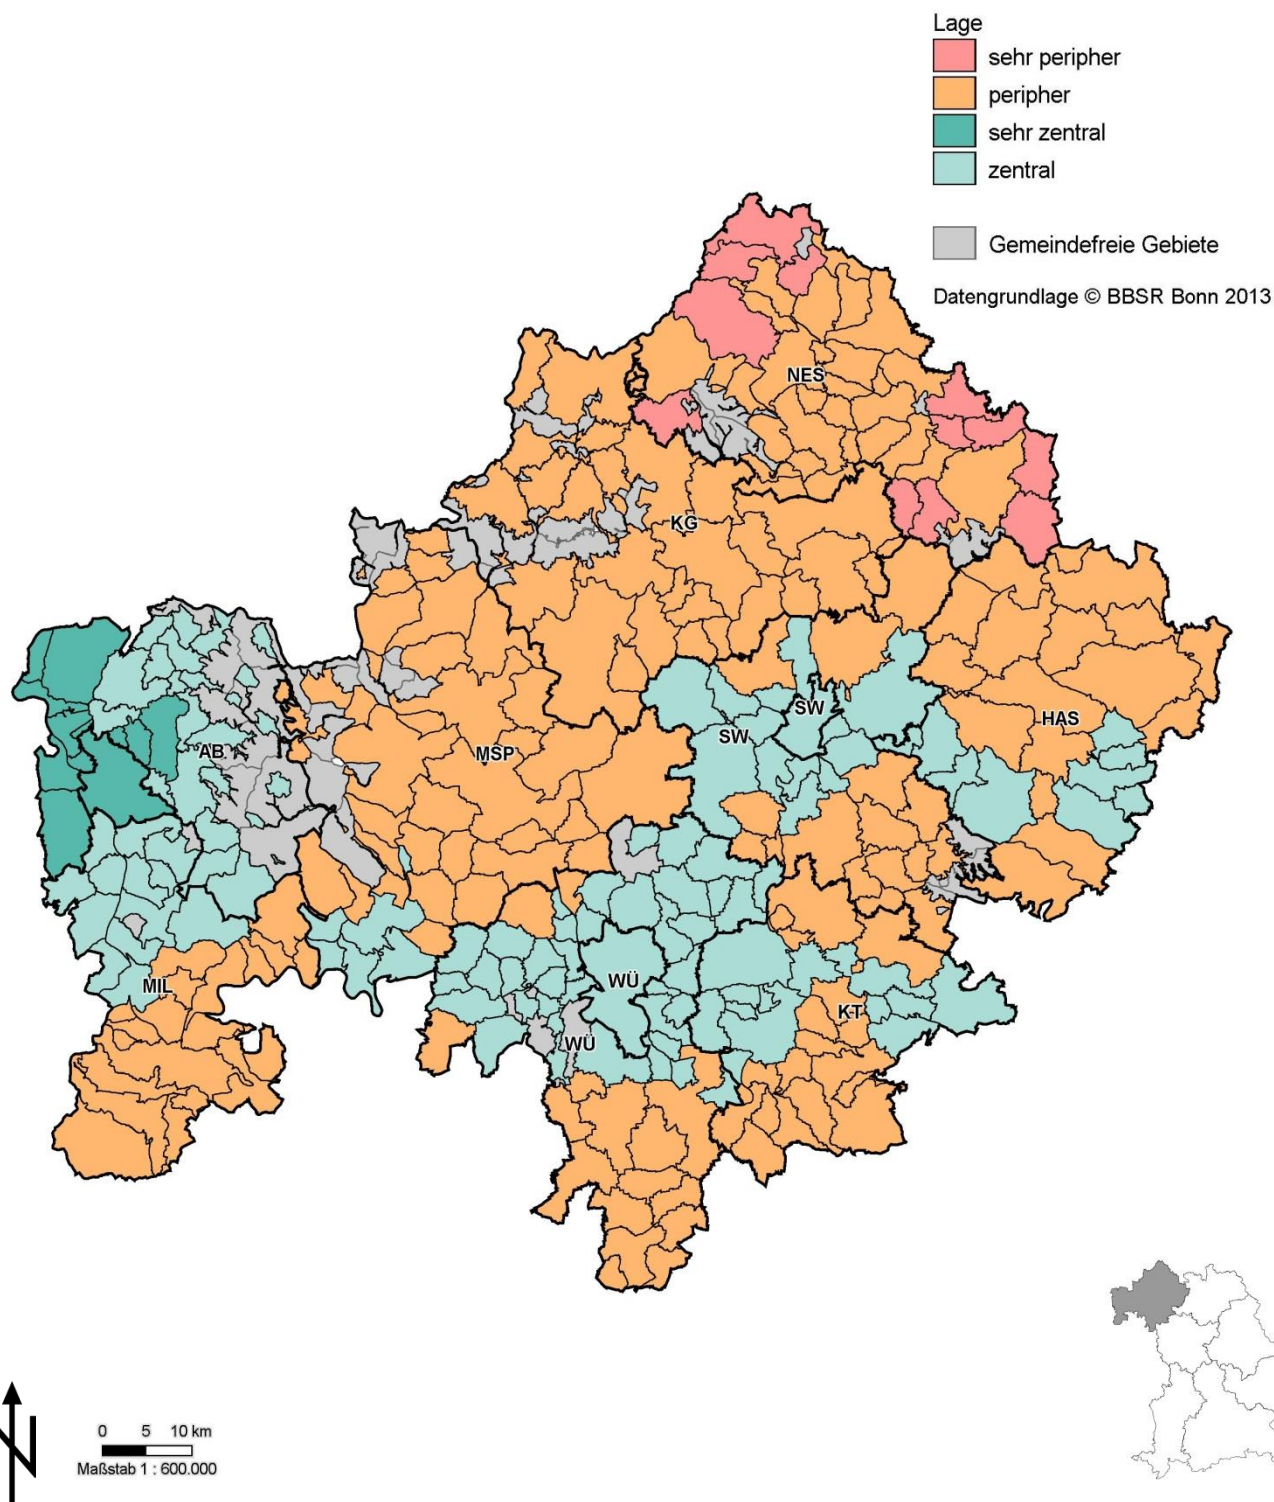 Lage
sehr peripher
peripher
sehr zentral
zentral
Gemeindefreie Gebiete
Datengrundlage © BBSR Bonn 2013
NES
KG
HAS
SW
SW
AB
MSP
MIL
WÜ
KT
WÜ
0 5 10 km
Maßstab 1 : 600.000
N